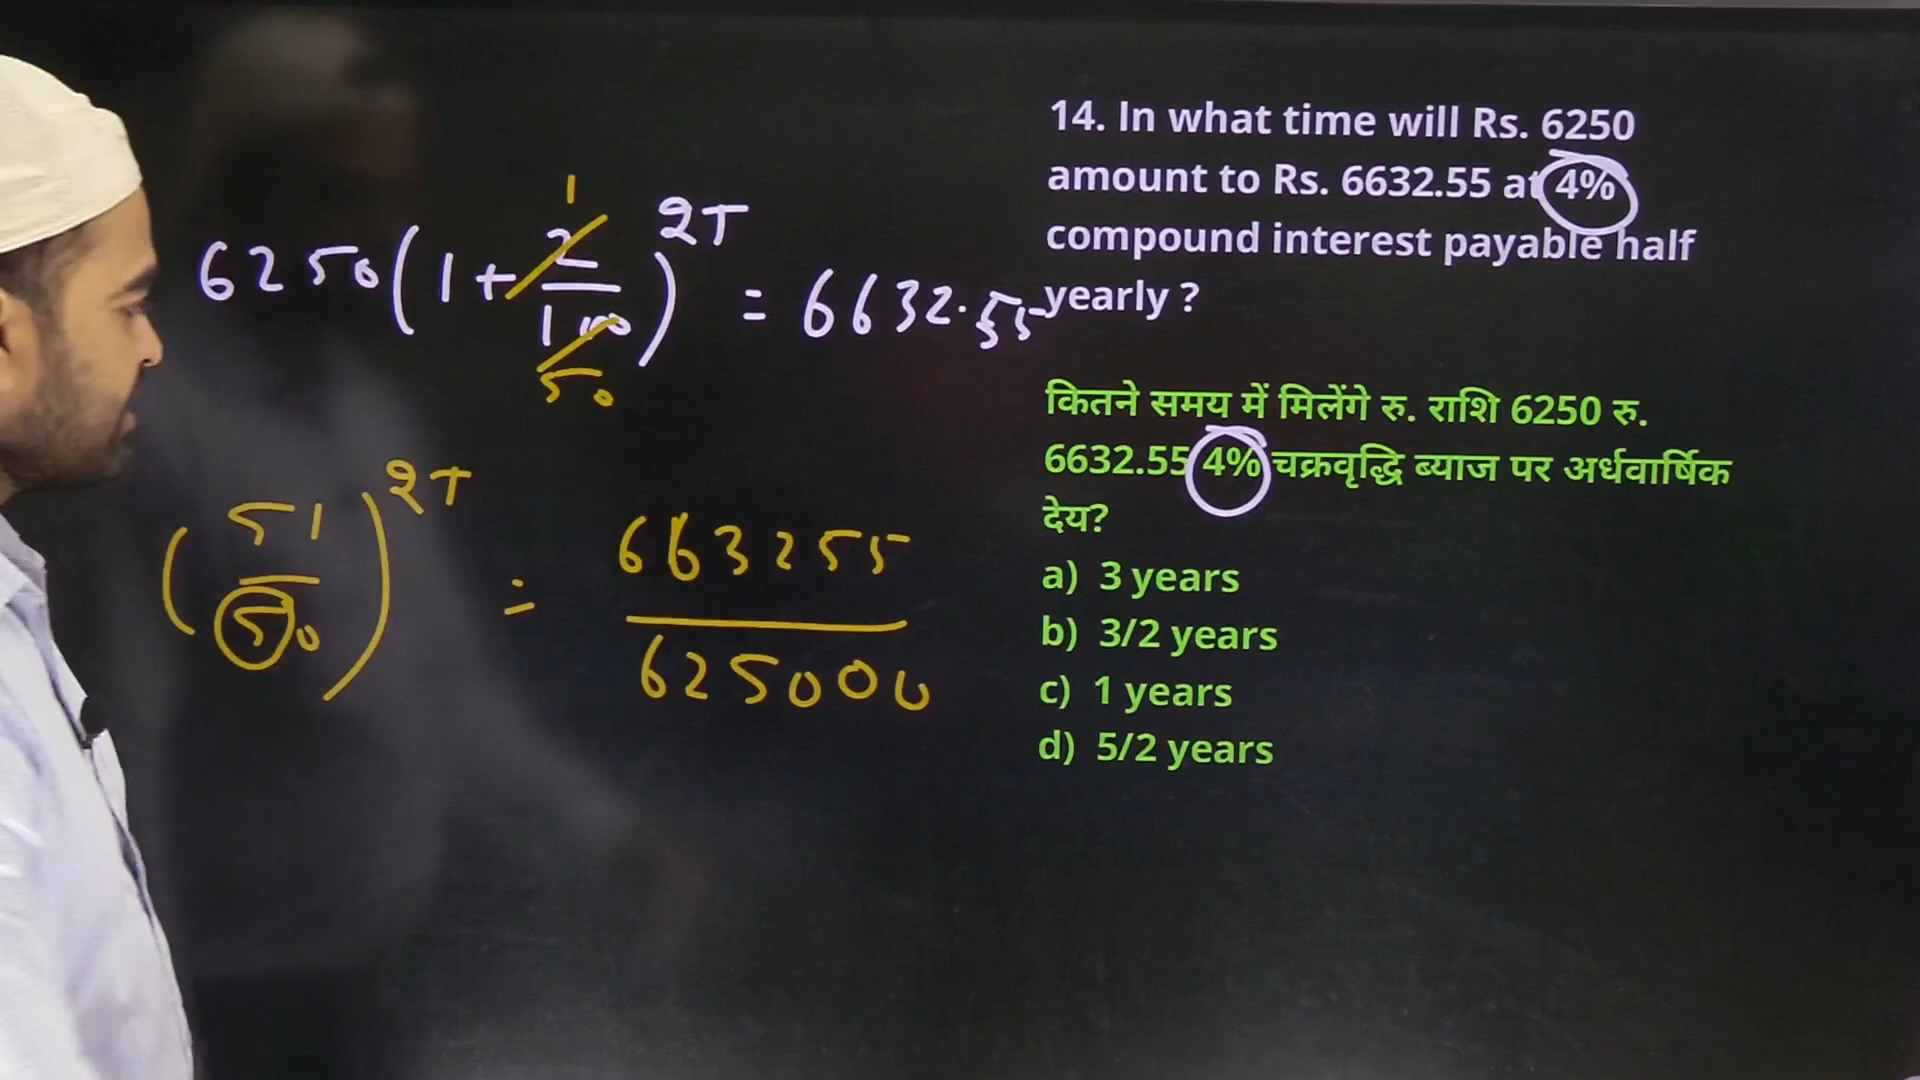 14. In what time will Rs. 6250
amount to Rs. 6632.55 at 4%
compound interest payable half
yearly ?
कितने समय में मिलेंगे रु. राशि 6250 रु.
6632.55 4% चक्रवृद्धि ब्याज पर अर्धवार्षिक
देय?
a) 3 years
b) 3/2 years
c) 1 years
d) 5/2 years
1
6250(1+2/100)^2T = 6632.55
50
(51/50)^2T = 663255/625000